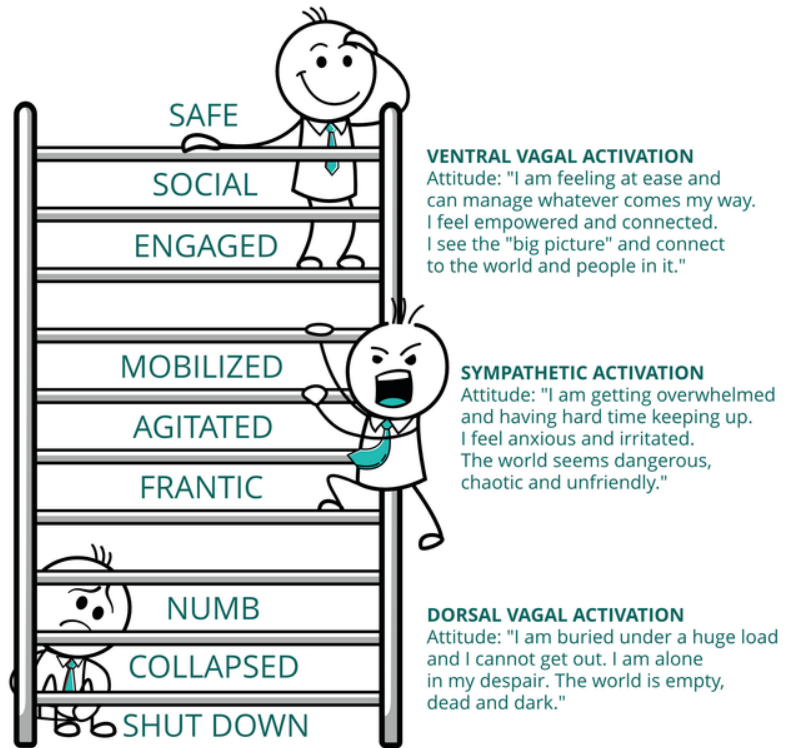 SAFE
SOCIAL
ENGAGED
MOBILIZED
AGITATED
FRANTIC
NUMB
COLLAPSED
SHUT DOWN
VENTRAL VAGAL ACTIVATION
Attitude: "I am feeling at ease and
can manage whatever comes my way.
I feel empowered and connected.
I see the "big picture" and connect
to the world and people in it."
SYMPATHETIC ACTIVATION
Attitude: "I am getting overwhelmed
and having hard time keeping up.
I feel anxious and irritated.
The world seems dangerous,
chaotic and unfriendly."
DORSAL VAGAL ACTIVATION
Attitude: "I am buried under a huge load
and I cannot get out. I am alone
in my despair. The world is empty,
dead and dark."